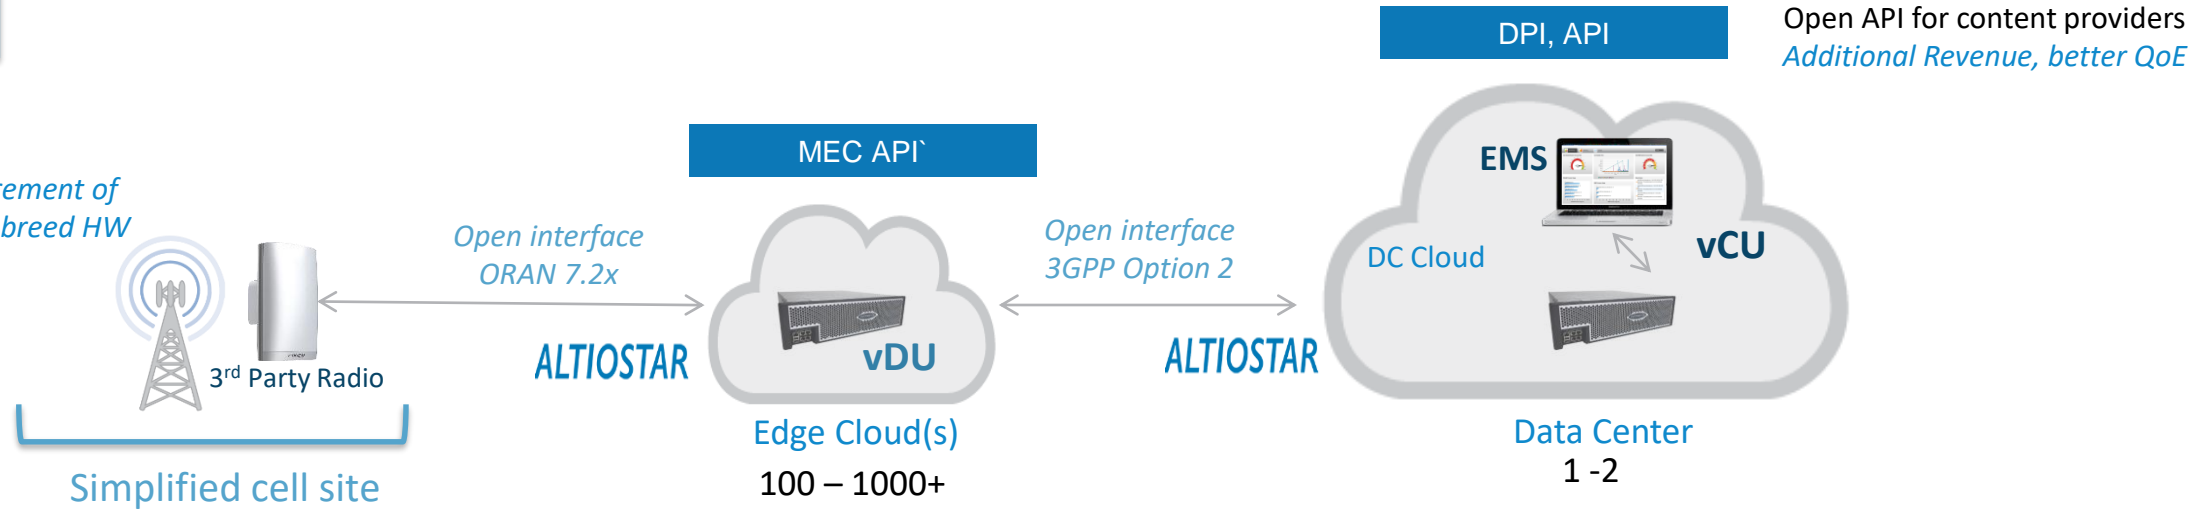 DPI, API
Open API for content providers
Additional Revenue, better QoE
MEC API`
EMS
ement of
breed HW
Open interface
ORAN 7.2x
Open interface
3GPP Option 2
DC Cloud
vCU
3rd Party Radio
ALTIOSTAR
vDU
ALTIOSTAR
Edge Cloud(s)
100 – 1000+
Data Center
1 -2
Simplified cell site